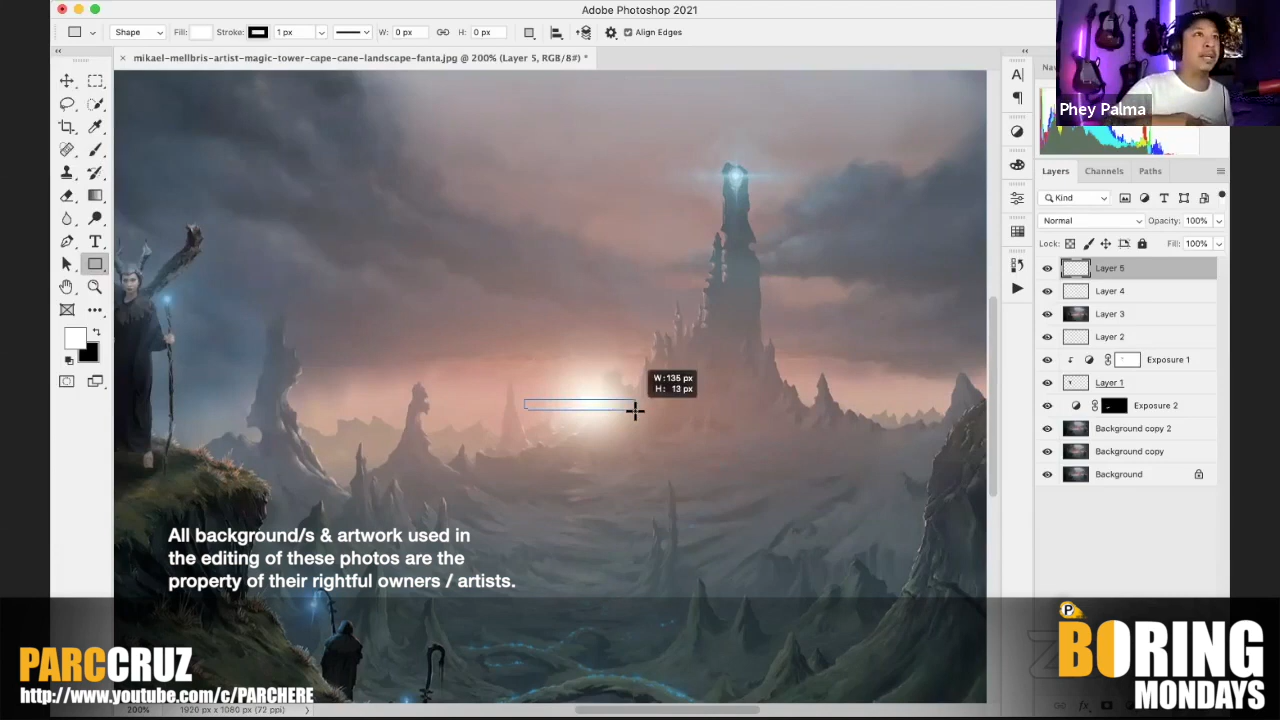 Adobe Photoshop 2021
Shape
Fill:
Stroke:
1 px
W: 0 px
H: 0 px
Align Edges
mikael-mellbris-artist-magic-tower-cape-cane-landscape-fanta.jpg @ 200% (Layer 5, RGB/8#) *
Phey Palma
Layers
Channels
Paths
Kind
Normal
Opacity: 100%
Lock:
Fill: 100%
Layer 5
Layer 4
Layer 3
Layer 2
Exposure 1
Layer 1
Exposure 2
Background copy 2
Background copy
Background
W: 135 px
H: 13 px
All background/s & artwork used in
the editing of these photos are the
property of their rightful owners / artists.
PARCCRUZ
http://www.youtube.com/c/PARCHERE
P
BORING
MONDAYS
200%
1920 px x 1080 px (72 ppi)